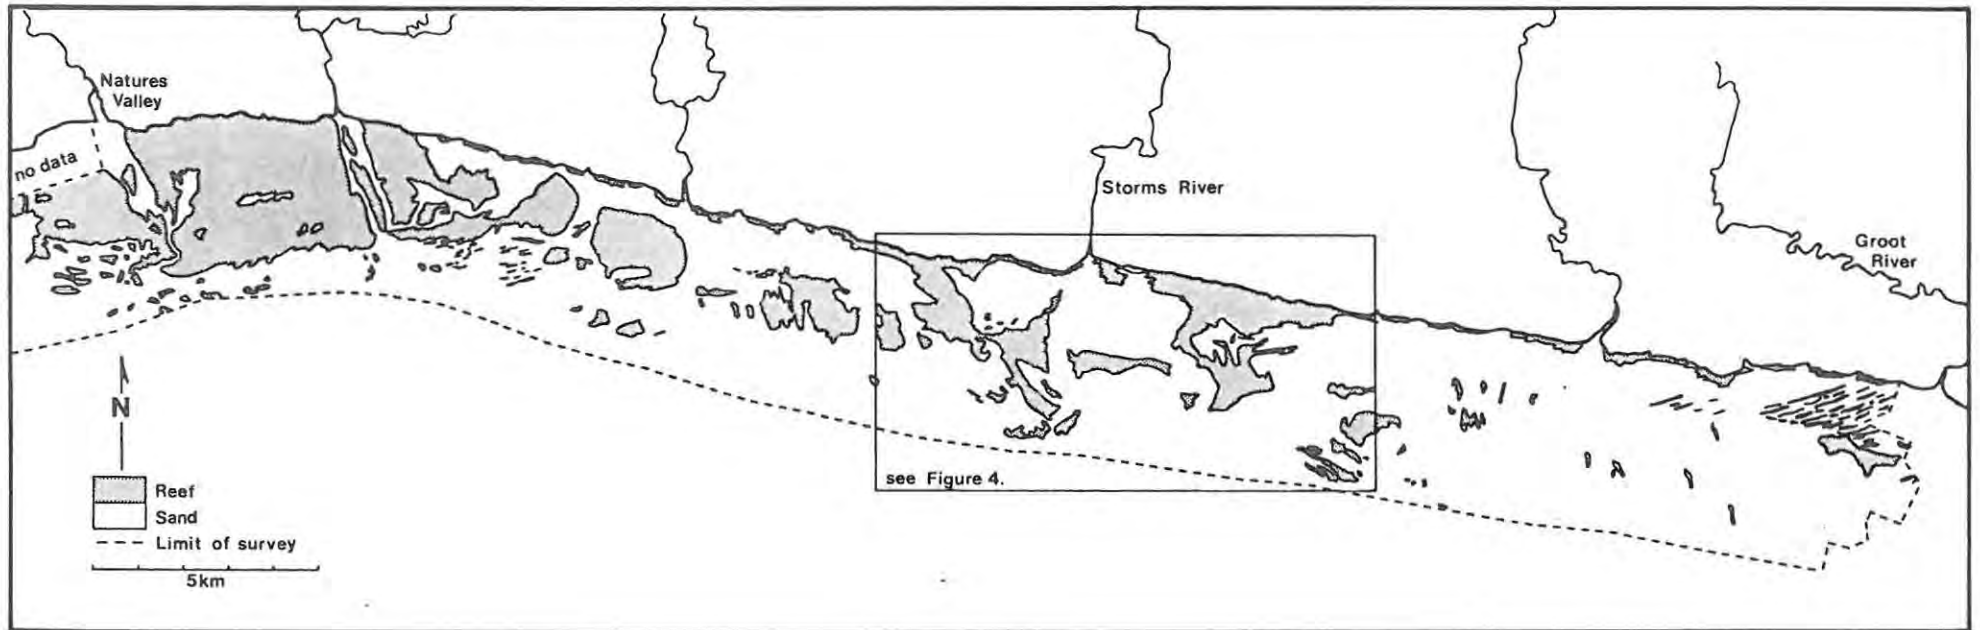 Natures
Valley
no data
Storms River
Groot
River
see Figure 4.
N
Reef
Sand
Limit of survey
5km